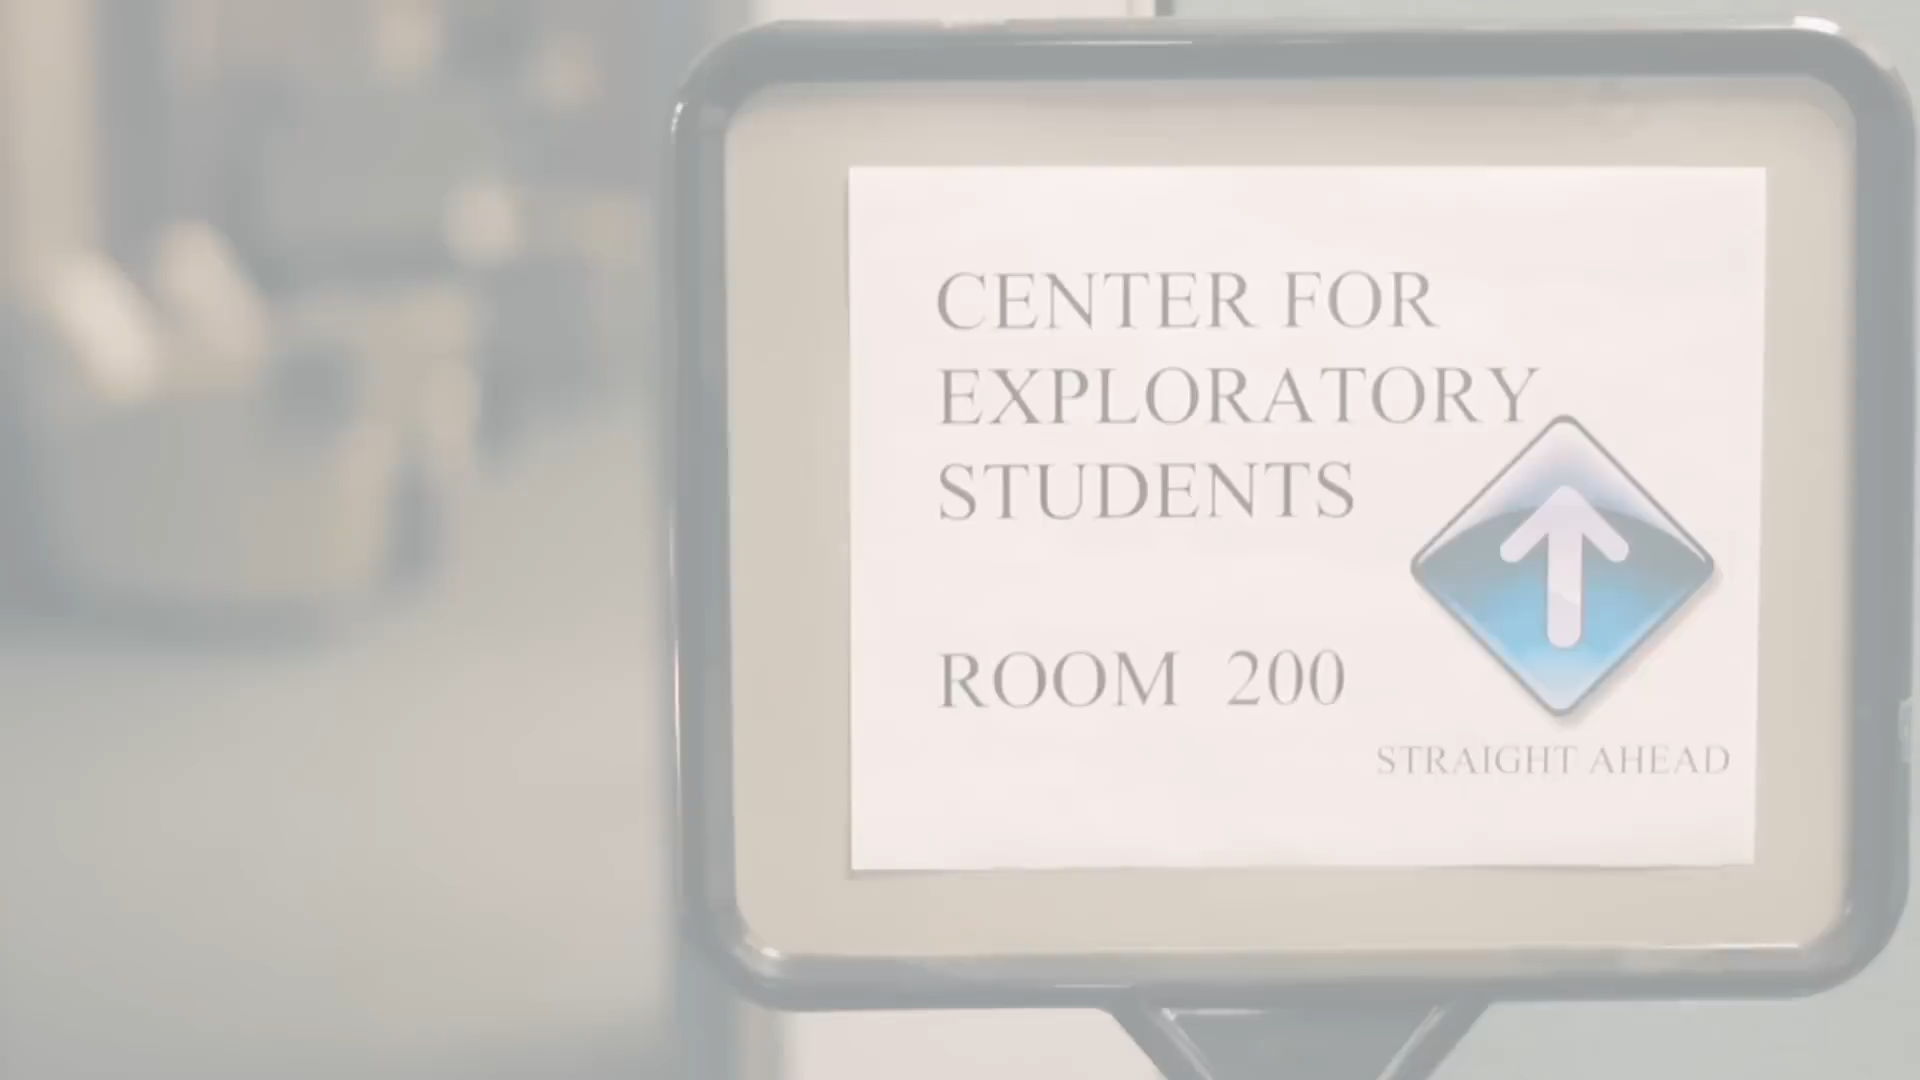 CENTER FOR
EXPLORATORY
STUDENTS
ROOM 200
STRAIGHT AHEAD